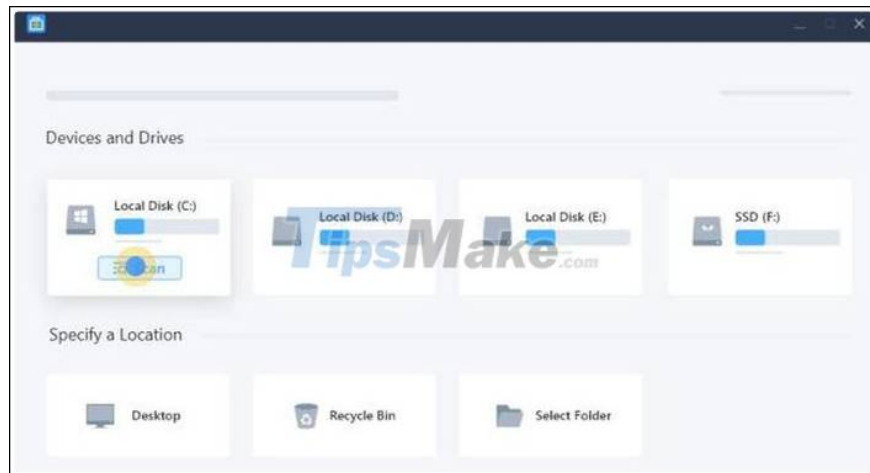 Devices and Drives
Local Disk (C:)
Scan
Local Disk (D:)
Local Disk (E:)
SSD (F:)
TipsMake.com
Specify a Location
Desktop
Recycle Bin
Select Folder